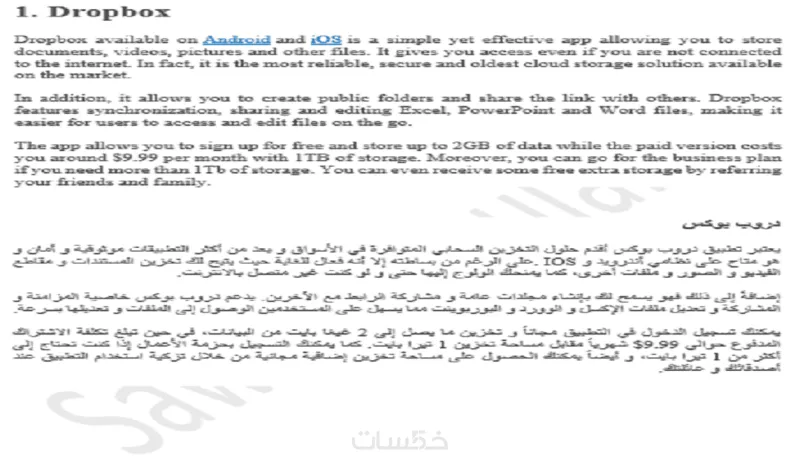 1. Dropbox
Dropbox available on Android and iOS is a simple yet effective app allowing you to store
documents, videos, pictures and other files. It gives you access even if you are not connected
to the internet. In fact, it is the most reliable, secure and oldest cloud storage solution available
on the market.
In addition, it allows you to create public folders and share the link with others. Dropbox
features synchronization, sharing and editing Excel, PowerPoint and Word files, making it
easier for users to access and edit files on the go.
The app allows you to sign up for free and store up to 2GB of data while the paid version costs
you around $9.99 per month with 1TB of storage. Moreover, you can go for the business plan
if you need more than 1Tb of storage. You can even receive some free extra storage by referring
your friends and family.
دروب بوكس
يعتبر تطبيق دروب بوكس أقدم حلول التخزين السحابي المتوافرة في الأسواق و يعد من أكثر التطبيقات موثوقية و أمان و
هو متاح على نظامي أندرويد و IOS .على الرغم من بساطته إلا أنه فعال للغاية حيث يتيح لك تخزين المستندات و مقاطع
الفيديو و الصور و ملفات أخرى، كما يمنحك الولوج إليها حتى و لو كنت غير متصل بالانترنت.
إضافةً إلى ذلك فهو يسمح لك بإنشاء مجلدات عامة و مشاركة الرابط مع الأخرين. يدعم دروب بوكس خاصية المزامنة و
المشاركة و تعديل ملفات الإكسل و الوورد و البوربوينت مما يسهل على المستخدمين الوصول إلى الملفات و تعديلها بسرعة.
يمكنك تسجيل الدخول في التطبيق مجاناً و تخزين ما يصل إلى 2 غيغا بايت من البيانات، في حين تبلغ تكلفة الاشتراك
المدفوع حوالي 9.99$ شهرياً مقابل مساحة تخزين 1 تيرا بايت. كما يمكنك التسجيل بحزمة الأعمال إذا كنت تحتاج إلى
أكثر من 1 تيرا بايت، و أيضاً يمكنك الحصول على مساحة تخزين إضافية مجانية من خلال تزكية استخدام التطبيق عند
أصدقائك و عائلتك.
خمسات